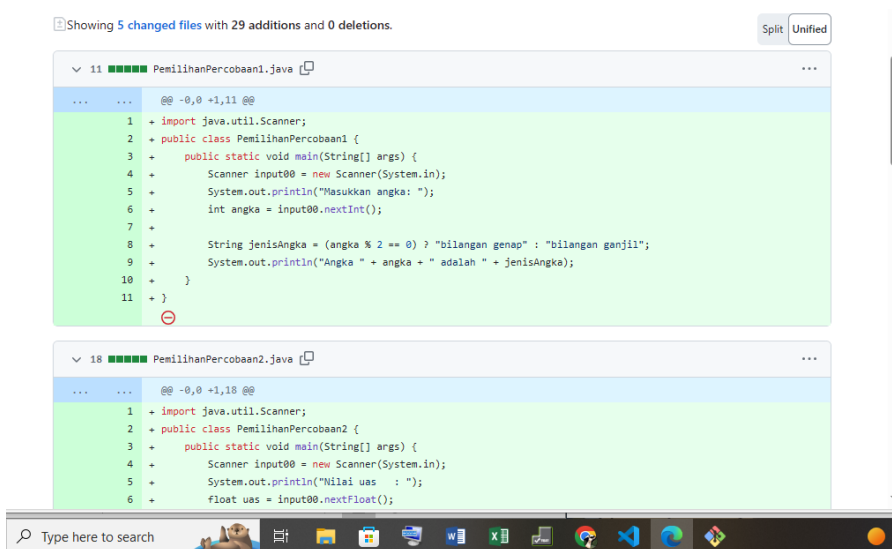 Showing 5 changed files with 29 additions and 0 deletions.
Split Unified
11 PemilihanPercobaan1.java
... ... @@ -0,0 +1,11 @@
1 + import java.util.Scanner;
2 + public class PemilihanPercobaan1 {
3 + public static void main(String[] args) {
4 + Scanner input00 = new Scanner(System.in);
5 + System.out.println("Masukkan angka: ");
6 + int angka = input00.nextInt();
7 +
8 + String jenisAngka = (angka % 2 == 0) ? "bilangan genap" : "bilangan ganjil";
9 + System.out.println("Angka " + angka + " adalah " + jenisAngka);
10 + }
11 + }
18 PemilihanPercobaan2.java
... ... @@ -0,0 +1,18 @@
1 + import java.util.Scanner;
2 + public class PemilihanPercobaan2 {
3 + public static void main(String[] args) {
4 + Scanner input00 = new Scanner(System.in);
5 + System.out.println("Nilai uas : ");
6 + float uas = input00.nextFloat();
Type here to search